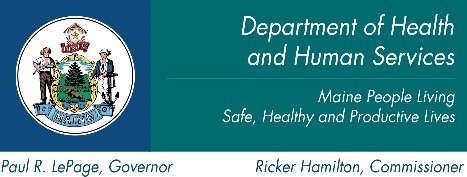 Department of Health
and Human Services
Maine People Living
Safe, Healthy and Productive Lives
Paul R. LePage, Governor
Ricker Hamilton, Commissioner